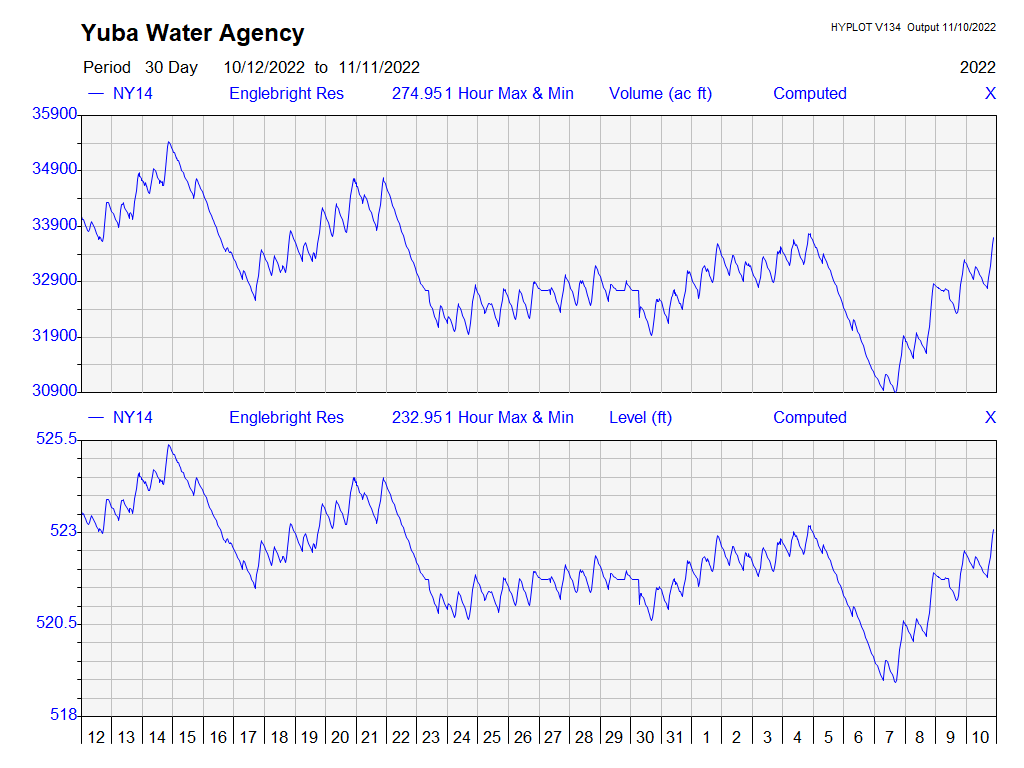 Yuba Water Agency
HYPLOT V134 Output 11/10/2022
Period 30 Day 10/12/2022 to 11/11/2022
2022
NY14 Englebright Res 274.951 Hour Max & Min Volume (ac ft) Computed X
35900
34900
33900
32900
31900
30900
NY14 Englebright Res 232.951 Hour Max & Min Level (ft) Computed X
525.5
523
520.5
518
12 13 14 15 16 17 18 19 20 21 22 23 24 25 26 27 28 29 30 31 1 2 3 4 5 6 7 8 9 10